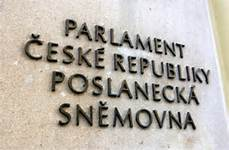 PARLAMENT
ČESKÉ REPUBLIKY
POSLANECKÁ
SNĚMOVNA